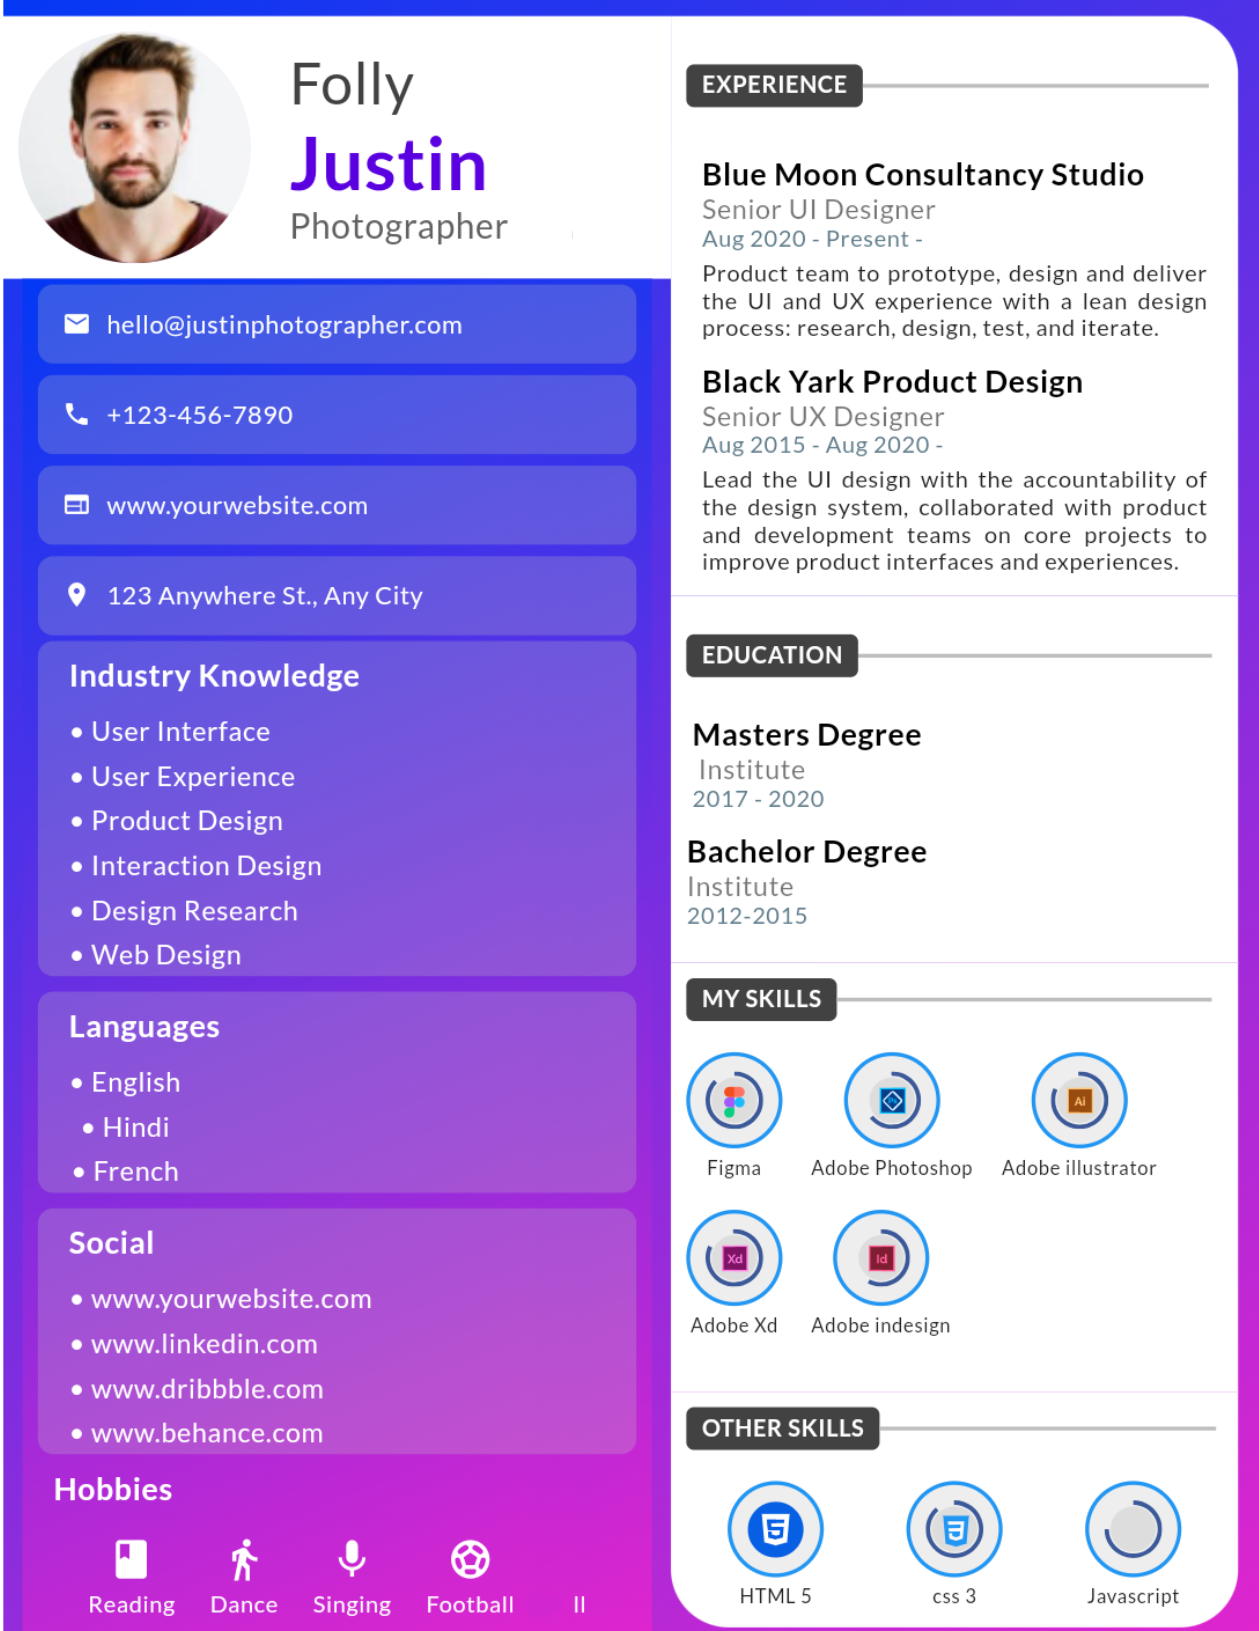 Folly
Justin
Photographer
hello@justinphotographer.com
+123-456-7890
www.yourwebsite.com
123 Anywhere St., Any City
Industry Knowledge
• User Interface
• User Experience
• Product Design
• Interaction Design
• Design Research
• Web Design
Languages
• English
• Hindi
• French
Social
• www.yourwebsite.com
• www.linkedin.com
• www.dribbble.com
• www.behance.com
Hobbies
Reading Dance Singing Football ll
EXPERIENCE
Blue Moon Consultancy Studio
Senior UI Designer
Aug 2020 - Present -
Product team to prototype, design and deliver
the UI and UX experience with a lean design
process: research, design, test, and iterate.
Black Yark Product Design
Senior UX Designer
Aug 2015 - Aug 2020 -
Lead the UI design with the accountability of
the design system, collaborated with product
and development teams on core projects to
improve product interfaces and experiences.
EDUCATION
Masters Degree
Institute
2017 - 2020
Bachelor Degree
Institute
2012-2015
MY SKILLS
Ai
Figma Adobe Photoshop Adobe illustrator
Xd Id
Adobe Xd Adobe indesign
OTHER SKILLS
HTML 5 css 3 Javascript